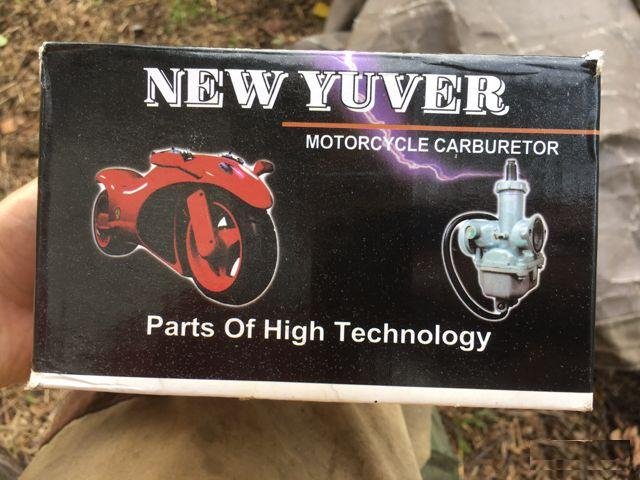 NEW YUVER
MOTORCYCLE CARBURETOR
Parts Of High Technology